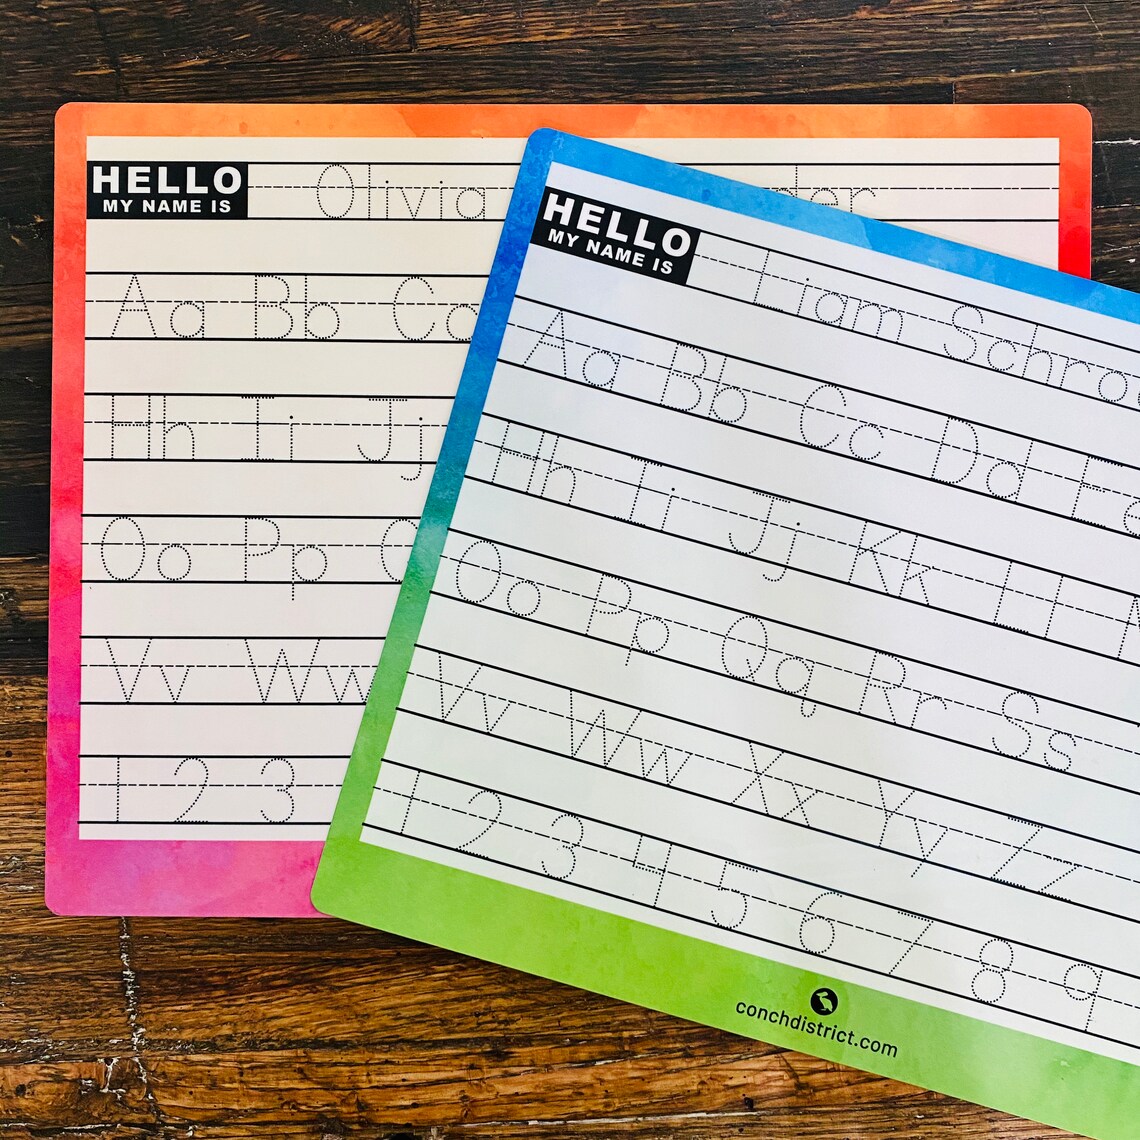 HELLO
MY NAME IS
Olivia
Aa Bb Cc
Hh Ii Jj
Oo Pp
Vv Ww
1 2 3
HELLO
MY NAME IS
Liam Schro
Aa Bb Cc Dd Ee
Hh Ii Jj Kk Ll
Oo Pp Qq Rr Ss
Vv Ww Xx Yy Zz
1 2 3 4 5 6 7 8 9
conchdistrict.com